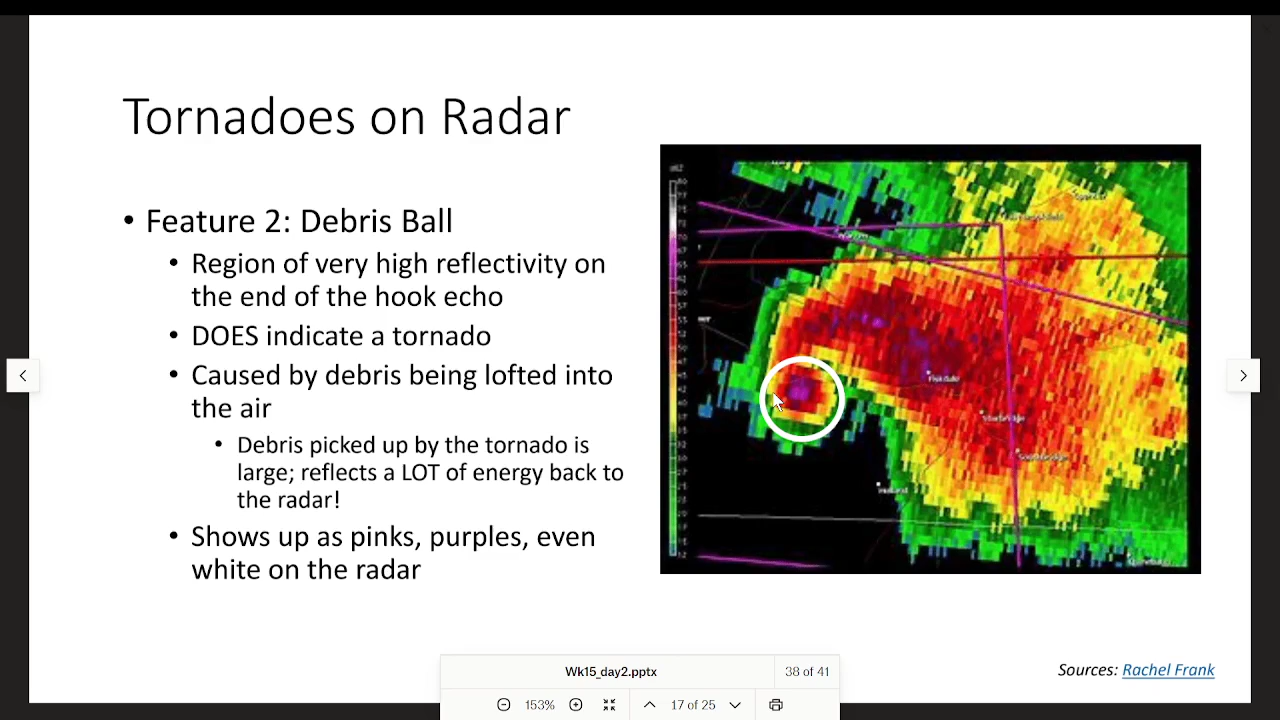 Tornadoes on Radar
• Feature 2: Debris Ball
• Region of very high reflectivity on
the end of the hook echo
• DOES indicate a tornado
• Caused by debris being lofted into
the air
• Debris picked up by the tornado is
large; reflects a LOT of energy back to
the radar!
• Shows up as pinks, purples, even
white on the radar
Sources: Rachel Frank
Wk15_day2.pptx
38 of 41
153%
17 of 25